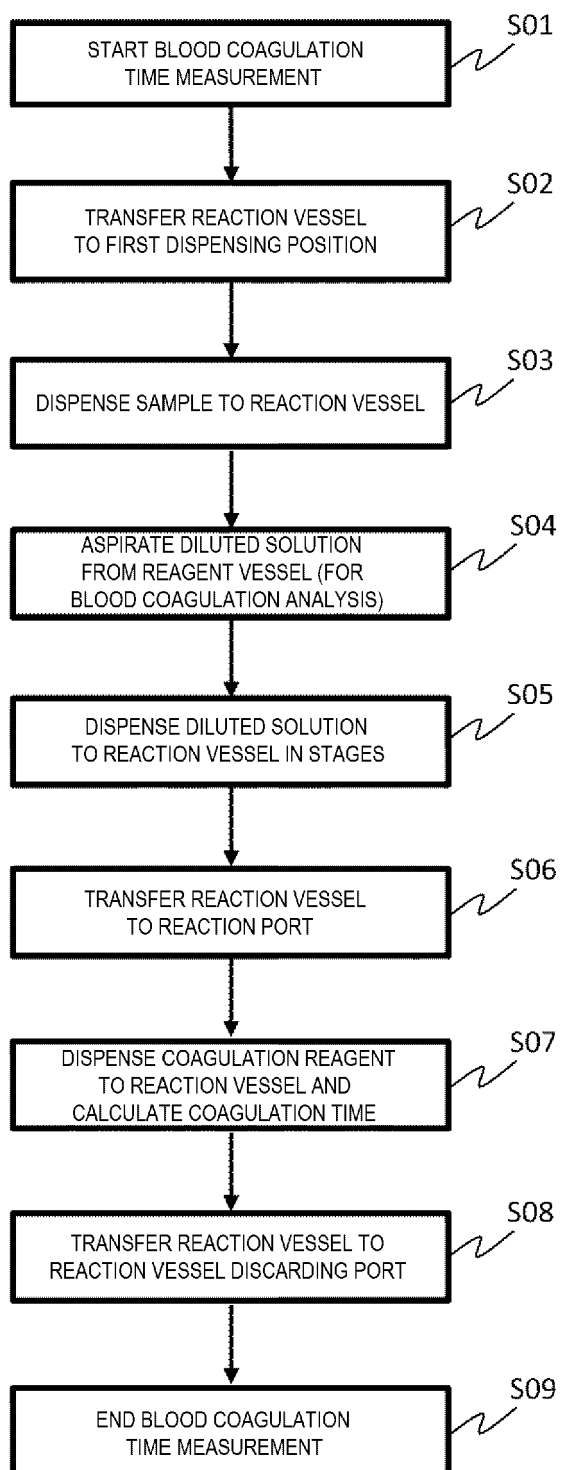 S01
START BLOOD COAGULATION
TIME MEASUREMENT
S02
TRANSFER REACTION VESSEL
TO FIRST DISPENSING POSITION
S03
DISPENSE SAMPLE TO REACTION VESSEL
S04
ASPIRATE DILUTED SOLUTION
FROM REAGENT VESSEL (FOR
BLOOD COAGULATION ANALYSIS)
S05
DISPENSE DILUTED SOLUTION
TO REACTION VESSEL IN STAGES
S06
TRANSFER REACTION VESSEL
TO REACTION PORT
S07
DISPENSE COAGULATION REAGENT
TO REACTION VESSEL AND
CALCULATE COAGULATION TIME
S08
TRANSFER REACTION VESSEL TO
REACTION VESSEL DISCARDING PORT
S09
END BLOOD COAGULATION
TIME MEASUREMENT